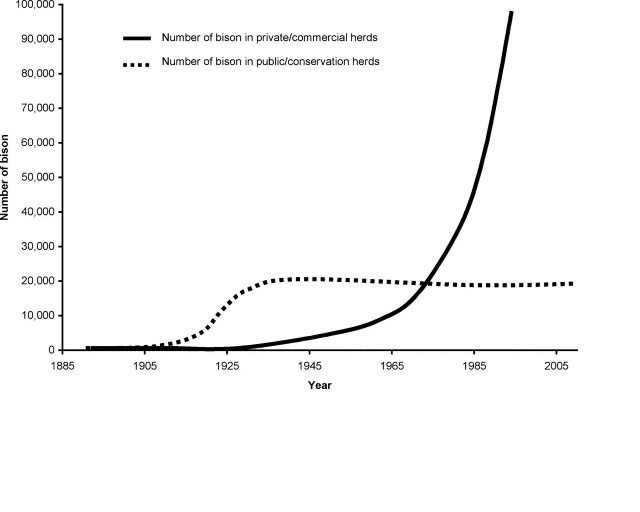 100,000
Number of bison in private/commercial herds
90,000
Number of bison in public/conservation herds
80,000
70,000
60,000
Number of bison
50,000
40,000
30,000
20,000
10,000
0
1885 1905 1925 1945 1965 1985 2005
Year